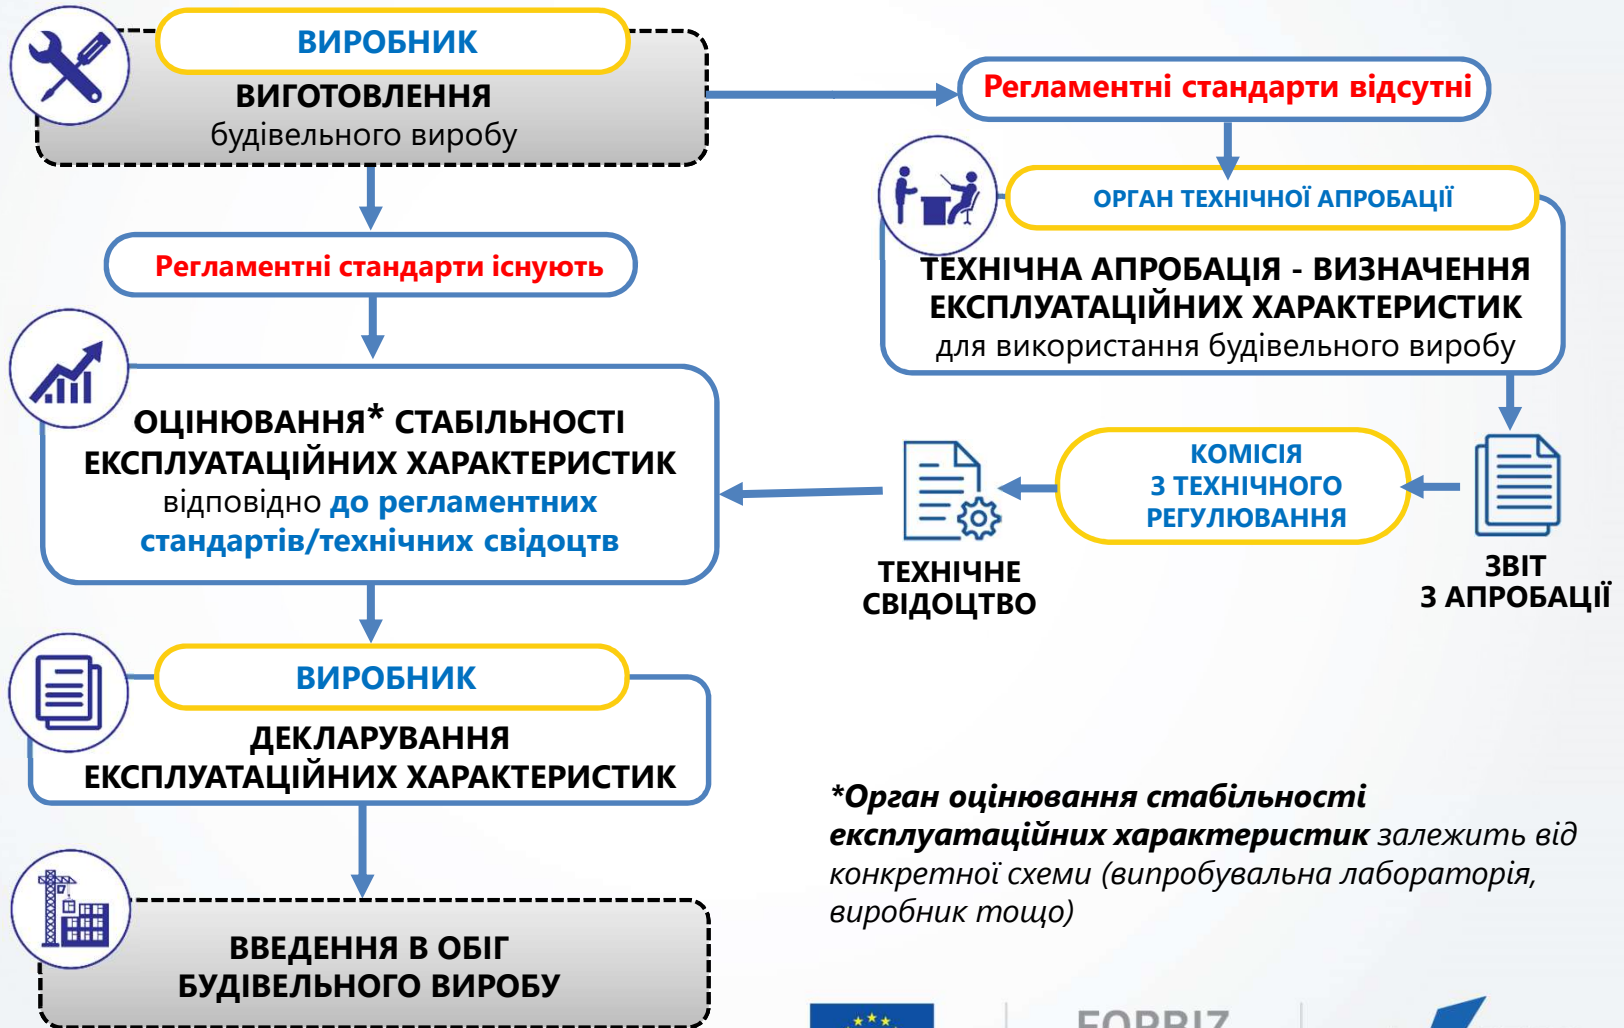 ВИРОБНИК
ВИГОТОВЛЕННЯ
будівельного виробу
Регламентні стандарти відсутні
ОРГАН ТЕХНІЧНОЇ АПРОБАЦІЇ
ТЕХНІЧНА АПРОБАЦІЯ - ВИЗНАЧЕННЯ
ЕКСПЛУАТАЦІЙНИХ ХАРАКТЕРИСТИК
для використання будівельного виробу
Регламентні стандарти існують
ОЦІНЮВАННЯ* СТАБІЛЬНОСТІ
ЕКСПЛУАТАЦІЙНИХ ХАРАКТЕРИСТИК
відповідно до регламентних
стандартів/технічних свідоцтв
КОМІСІЯ
З ТЕХНІЧНОГО
РЕГУЛЮВАННЯ
ТЕХНІЧНЕ
СВІДОЦТВО
ЗВІТ
З АПРОБАЦІЇ
ВИРОБНИК
ДЕКЛАРУВАННЯ
ЕКСПЛУАТАЦІЙНИХ ХАРАКТЕРИСТИК
*Орган оцінювання стабільності
експлуатаційних характеристик залежить від
конкретної схеми (випробувальна лабораторія,
виробник тощо)
ВВЕДЕННЯ В ОБІГ
БУДІВЕЛЬНОГО ВИРОБУ
FORBIZ